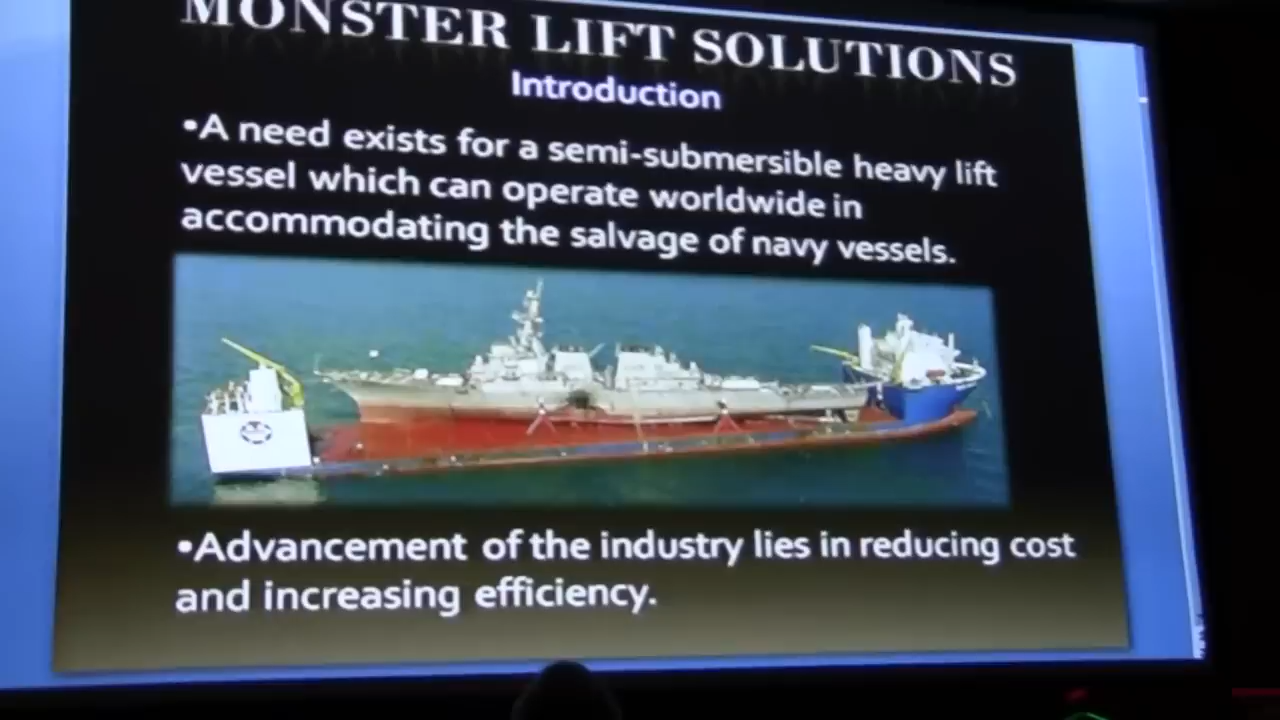 MONSTER LIFT SOLUTIONS
Introduction
•A need exists for a semi-submersible heavy lift
vessel which can operate worldwide in
accommodating the salvage of navy vessels.
•Advancement of the industry lies in reducing cost
and increasing efficiency.